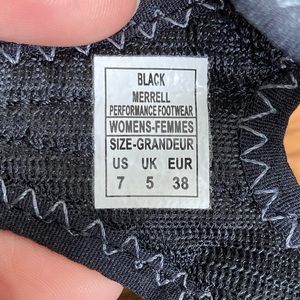 BLACK
MERRELL
PERFORMANCE FOOTWEAR
WOMENS-FEMMES
SIZE-GRANDEUR
US UK EUR
7 5 38